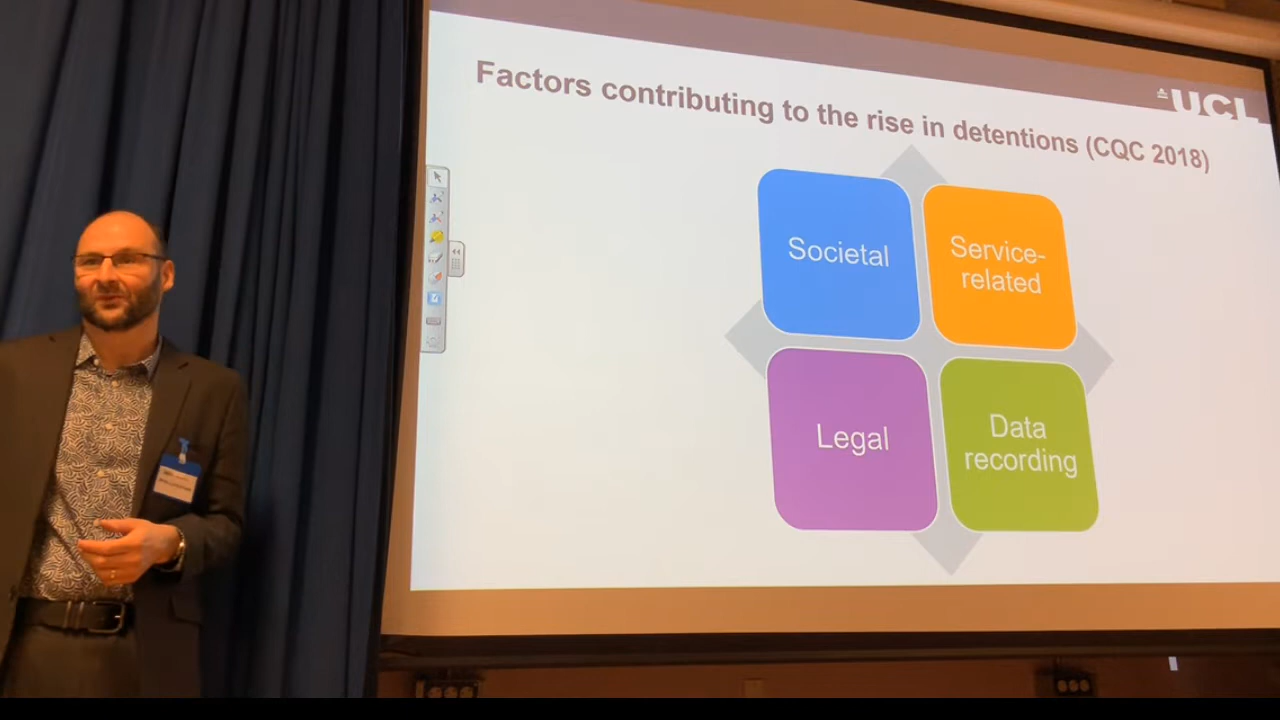 Factors contributing to the rise in detentions (CQC 2018)
UCL
Societal
Service-
related
Legal
Data
recording